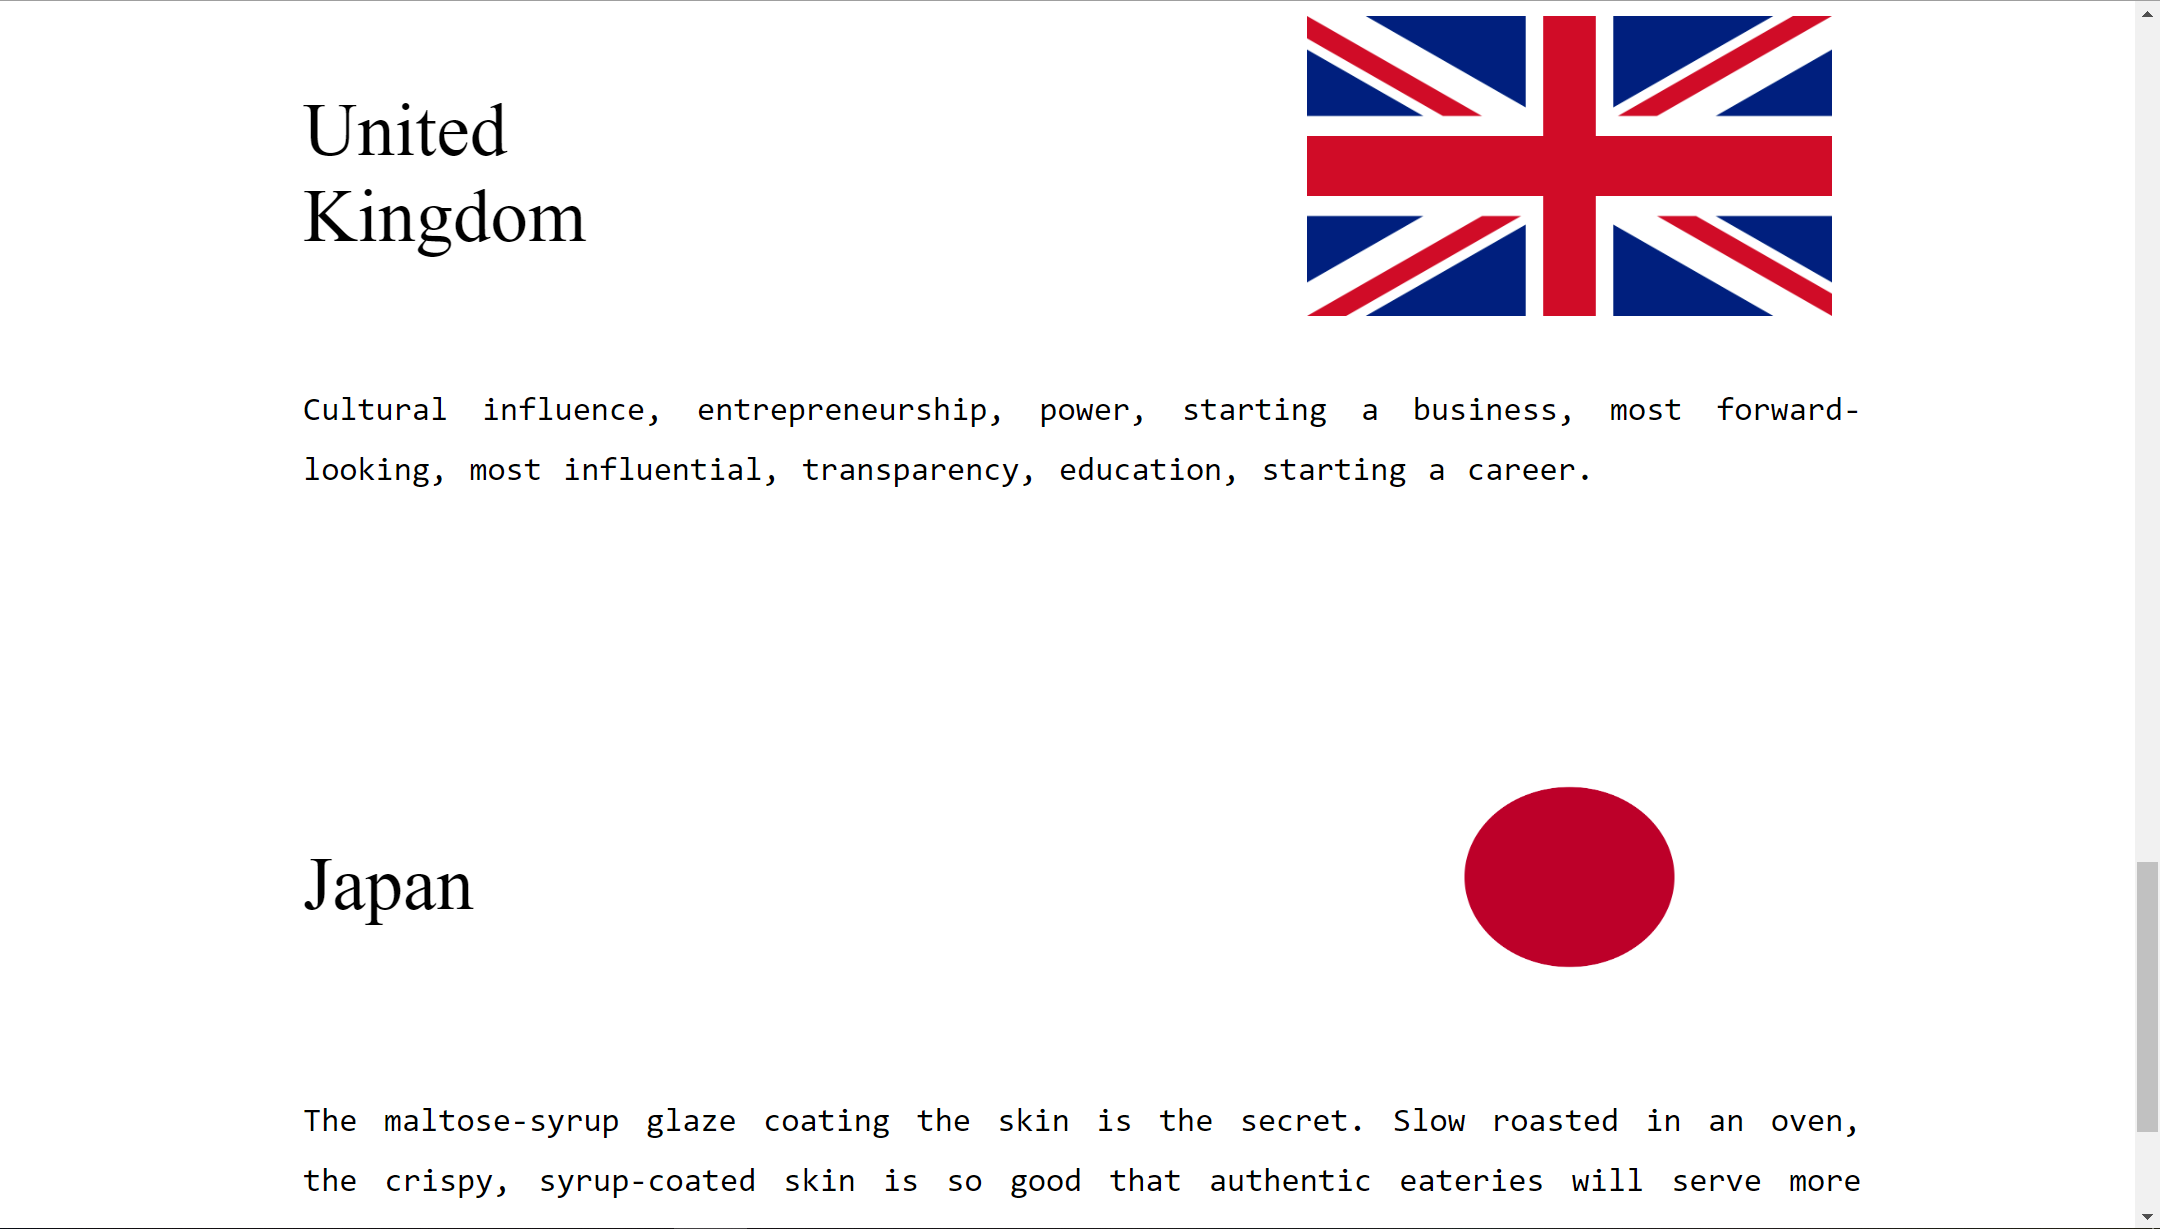 United
Kingdom
Cultural influence, entrepreneurship, power, starting a business, most forward-
looking, most influential, transparency, education, starting a career.
Japan
The maltose-syrup glaze coating the skin is the secret. Slow roasted in an oven,
the crispy, syrup-coated skin is so good that authentic eateries will serve more